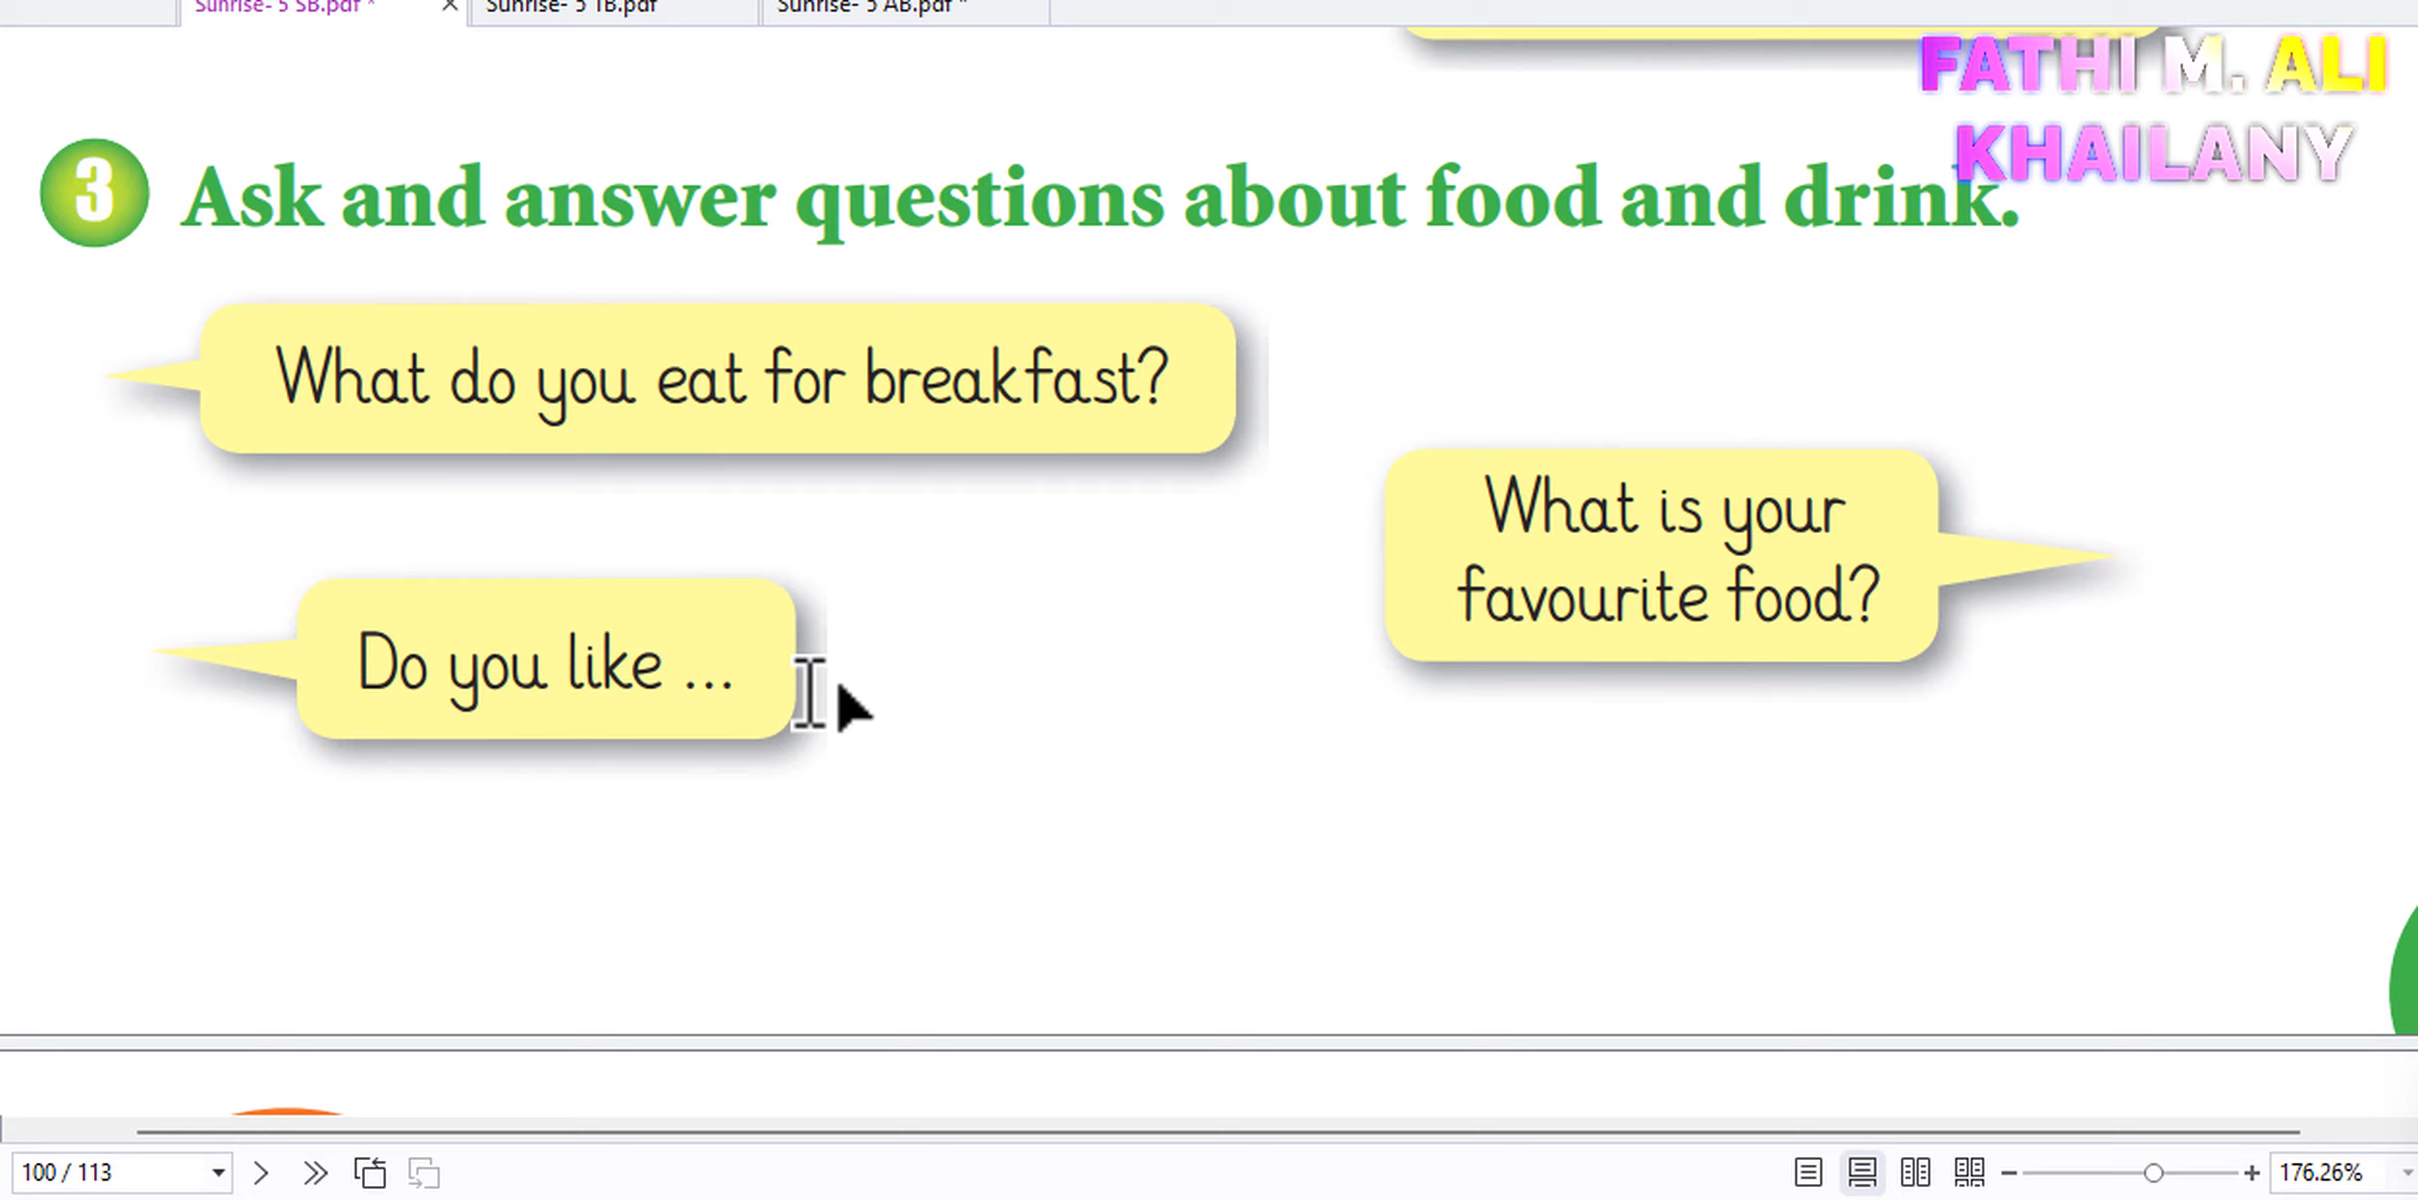 Sunrise- 5 SB.pdf *
Sunrise- 5 TB.pdf
Sunrise- 5 AB.pdf *
FATHI M. ALI
KHAILANY
3 Ask and answer questions about food and drink.
What do you eat for breakfast?
What is your
favourite food?
Do you like ...
100 / 113
176.26%